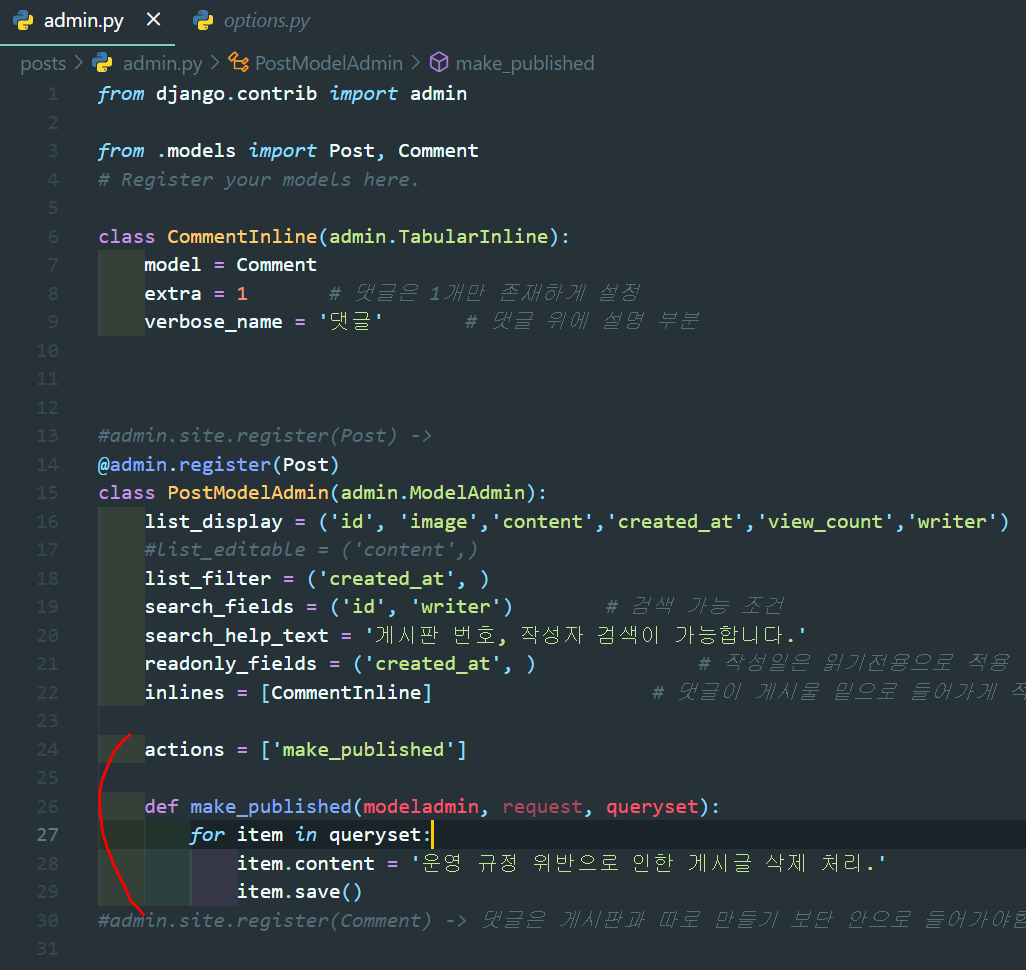 admin.py ×
options.py
posts > admin.py > PostModelAdmin > make_published
1 from django.contrib import admin
2
3 from .models import Post, Comment
4 # Register your models here.
5
6 class CommentInline(admin.TabularInline):
7 model = Comment
8 extra = 1 # 댓글은 1개만 존재하게 설정
9 verbose_name = '댓글' # 댓글 위에 설명 부분
10
11
12
13 #admin.site.register(Post) ->
14 @admin.register(Post)
15 class PostModelAdmin(admin.ModelAdmin):
16 list_display = ('id', 'image','content','created_at','view_count','writer')
17 #list_editable = ('content',)
18 list_filter = ('created_at', )
19 search_fields = ('id', 'writer') # 검색 가능 조건
20 search_help_text = '게시판 번호, 작성자 검색이 가능합니다.'
21 readonly_fields = ('created_at', ) # 작성일은 읽기전용으로 적용
22 inlines = [CommentInline] # 댓글이 게시물 밑으로 들어가게
23
24 actions = ['make_published']
25
26 def make_published(modeladmin, request, queryset):
27 for item in queryset:
28 item.content = '운영 규정 위반으로 인한 게시글 삭제 처리.'
29 item.save()
30 #admin.site.register(Comment) -> 댓글은 게시판과 따로 만들기 보단 안으로 들어가야함
31